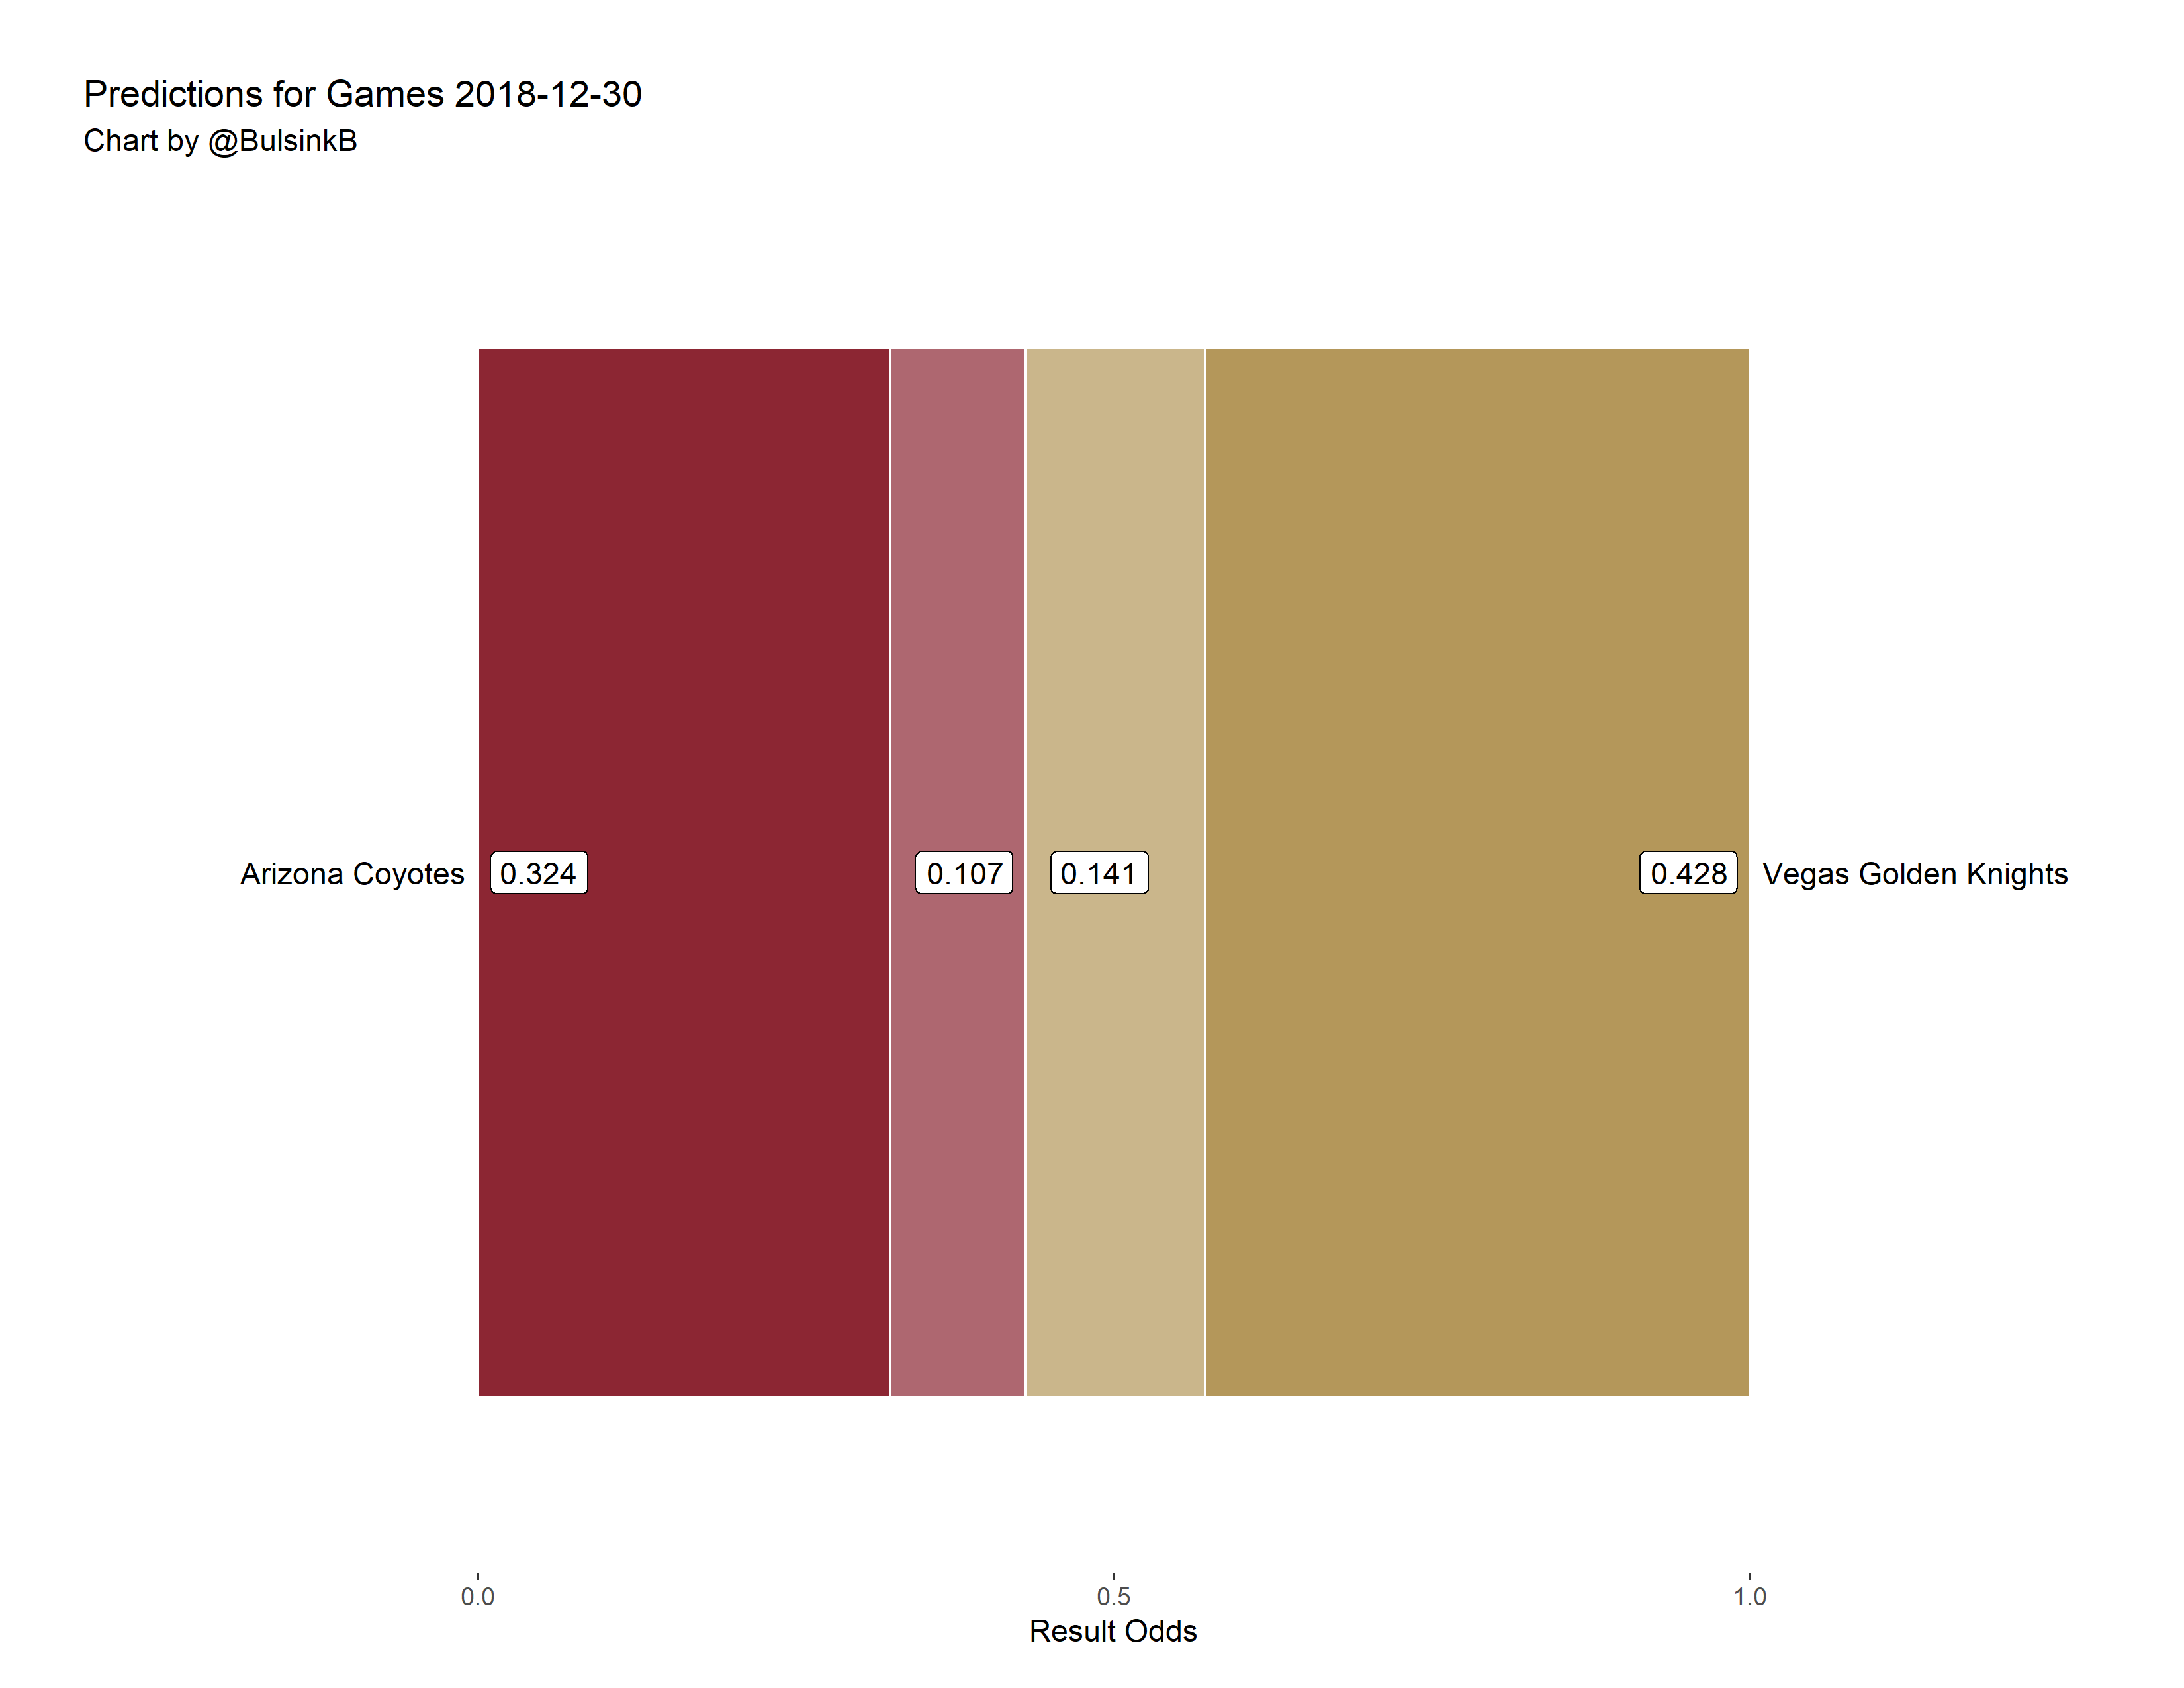 Predictions for Games 2018-12-30
Chart by @BulsinkB
Arizona Coyotes 0.324 0.107 0.141 0.428 Vegas Golden Knights
0.0 0.5 1.0
Result Odds